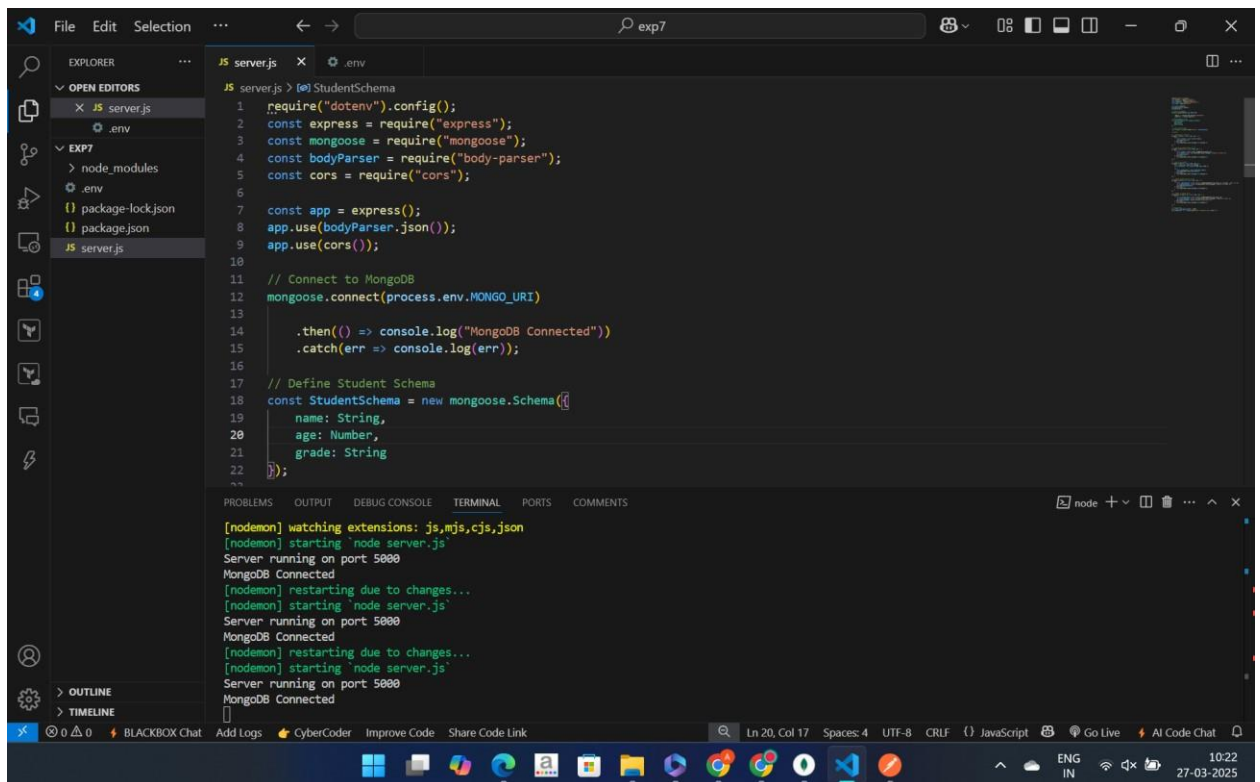 File Edit Selection ... exp7
EXPLORER ...
OPEN EDITORS
JS server.js
.env
EXP7
node_modules
.env
{} package-lock.json
{} package.json
JS server.js
OUTLINE
TIMELINE
4
JS server.js .env
JS server.js > StudentSchema
1 require("dotenv").config();
2 const express = require("express");
3 const mongoose = require("mongoose");
4 const bodyParser = require("body-parser");
5 const cors = require("cors");
6
7 const app = express();
8 app.use(bodyParser.json());
9 app.use(cors());
10
11 // Connect to MongoDB
12 mongoose.connect(process.env.MONGO_URI)
13
14 .then(() => console.log("MongoDB Connected"))
15 .catch(err => console.log(err));
16
17 // Define Student Schema
18 const StudentSchema = new mongoose.Schema({
19 name: String,
20 age: Number,
21 grade: String
22 });
PROBLEMS OUTPUT DEBUG CONSOLE TERMINAL PORTS COMMENTS node
[nodemon] watching extensions: js,mjs,cjs,json
[nodemon] starting `node server.js`
Server running on port 5000
MongoDB Connected
[nodemon] restarting due to changes...
[nodemon] starting `node server.js`
Server running on port 5000
MongoDB Connected
[nodemon] restarting due to changes...
[nodemon] starting `node server.js`
Server running on port 5000
MongoDB Connected
0 0 BLACKBOX Chat Add Logs CyberCoder Improve Code Share Code Link Ln 20, Col 17 Spaces: 4 UTF-8 CRLF {} JavaScript Go Live AI Code Chat
a
ENG
IN
10:22
27-03-2025